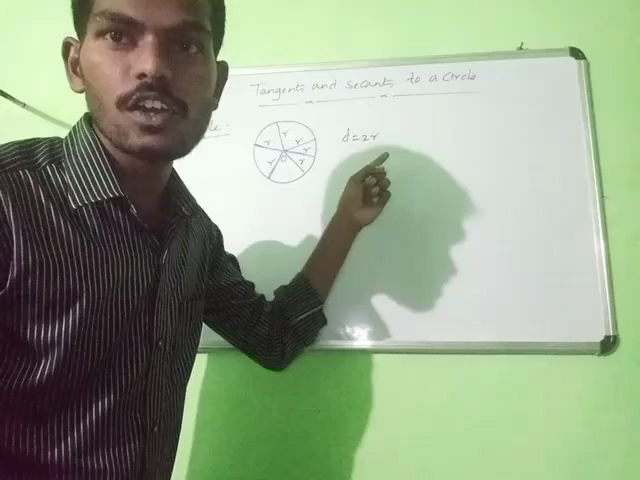 Tangents and secants to a circle
r
r r
r
r r
O
d=2r